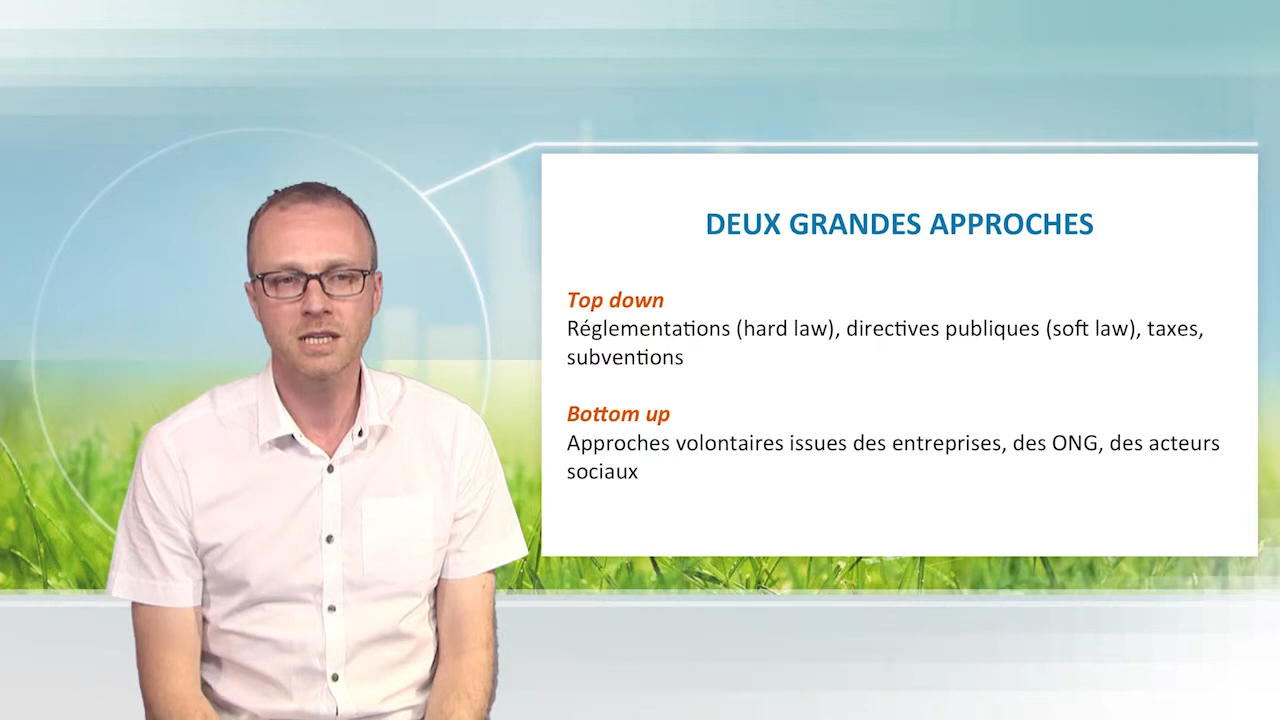 DEUX GRANDES APPROCHES
Top down
Réglementations (hard law), directives publiques (soft law), taxes,
subventions
Bottom up
Approches volontaires issues des entreprises, des ONG, des acteurs
sociaux